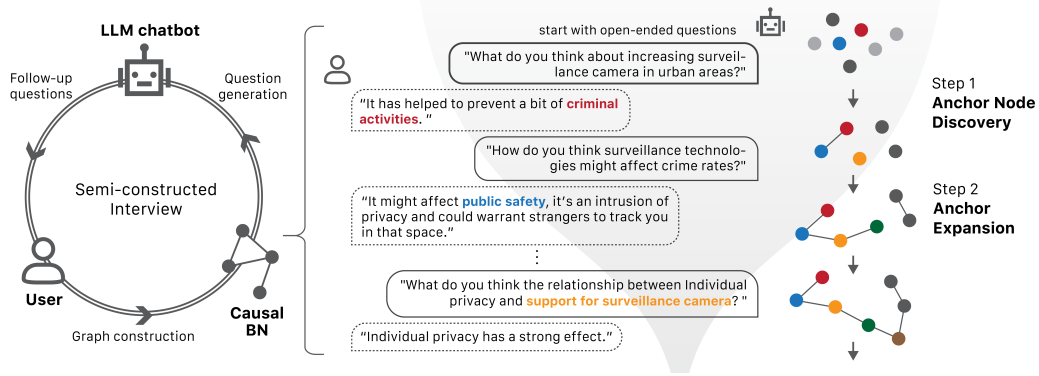 LLM chatbot
Follow-up
questions
Question
generation
Semi-constructed
Interview
User
Causal
BN
Graph construction
start with open-ended questions
"What do you think about increasing surveil-
lance camera in urban areas?"
“It has helped to prevent a bit of criminal
activities. ”
"How do you think surveillance technolo-
gies might affect crime rates?"
“It might affect public safety, it’s an intrusion of
privacy and could warrant strangers to track you
in that space.”
"What do you think the relationship between Individual
privacy and support for surveillance camera? "
“Individual privacy has a strong effect.”
Step 1
Anchor Node
Discovery
Step 2
Anchor
Expansion